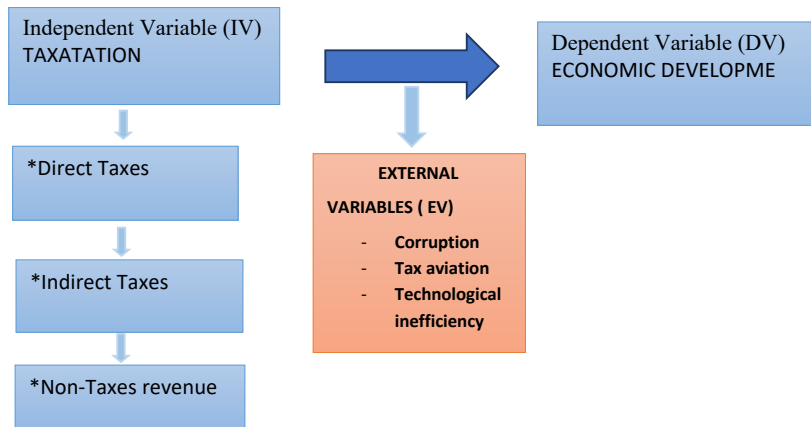 Independent Variable (IV)
TAXATATION
Dependent Variable (DV)
ECONOMIC DEVELOPME
*Direct Taxes
*Indirect Taxes
*Non-Taxes revenue
EXTERNAL
VARIABLES ( EV)
- Corruption
- Tax aviation
- Technological
inefficiency